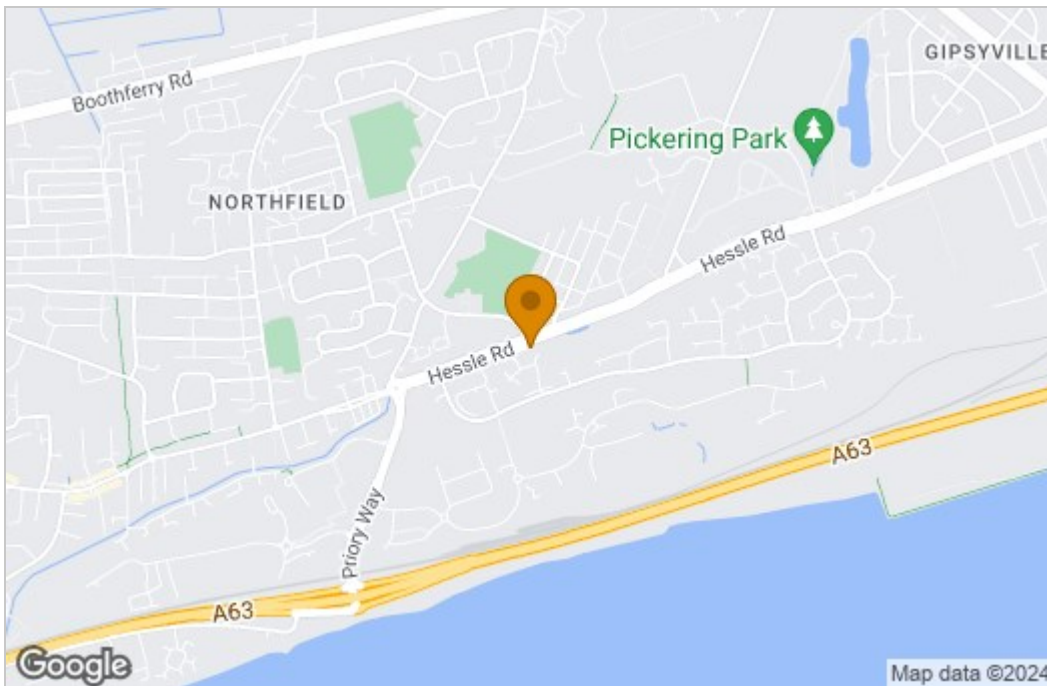 GIPSYVILLE
Boothferry Rd
Pickering Park
NORTHFIELD
Hessle Rd
Hessle Rd
A63
Priory Way
A63
Google
Map data ©2024